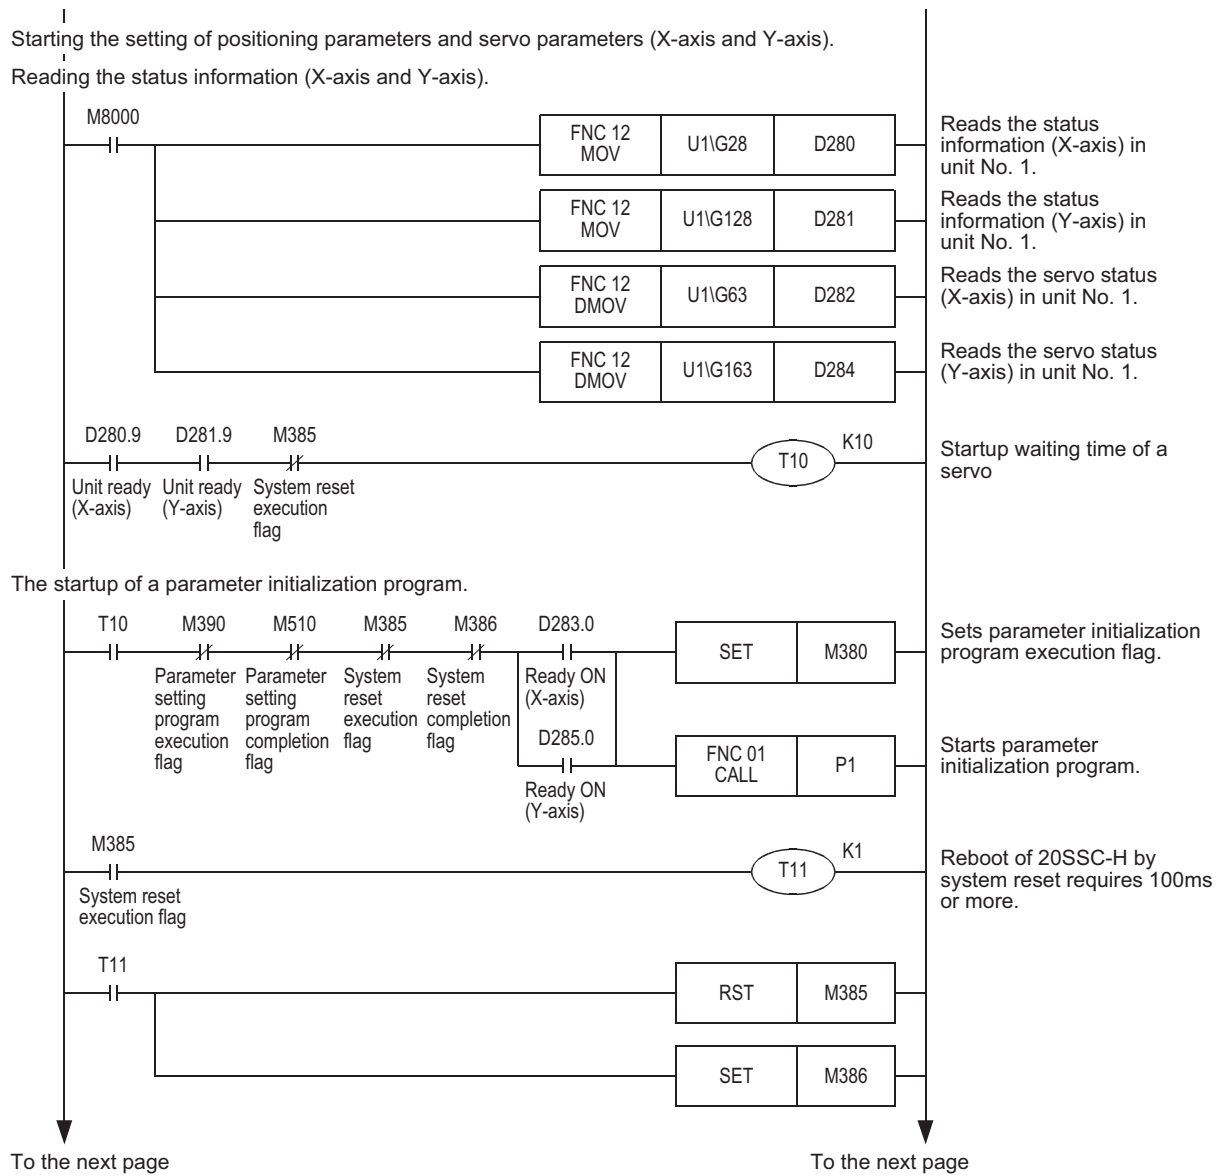 Starting the setting of positioning parameters and servo parameters (X-axis and Y-axis).
Reading the status information (X-axis and Y-axis).
M8000
FNC 12
MOV
U1\G28
D280
Reads the status
information (X-axis) in
unit No. 1.
FNC 12
MOV
U1\G128
D281
Reads the status
information (Y-axis) in
unit No. 1.
FNC 12
DMOV
U1\G63
D282
Reads the servo status
(X-axis) in unit No. 1.
FNC 12
DMOV
U1\G163
D284
Reads the servo status
(Y-axis) in unit No. 1.
D280.9
D281.9
M385
Unit ready
(X-axis)
Unit ready
(Y-axis)
System reset
execution
flag
T10
K10
Startup waiting time of a
servo
The startup of a parameter initialization program.
T10
M390
M510
M385
M386
D283.0
Parameter
setting
program
execution
flag
Parameter
setting
program
completion
flag
System
reset
execution
flag
System
reset
completion
flag
Ready ON
(X-axis)
SET
M380
Sets parameter initialization
program execution flag.
D285.0
Ready ON
(Y-axis)
FNC 01
CALL
P1
Starts parameter
initialization program.
M385
System reset
execution flag
T11
K1
Reboot of 20SSC-H by
system reset requires 100ms
or more.
T11
RST
M385
SET
M386
To the next page
To the next page